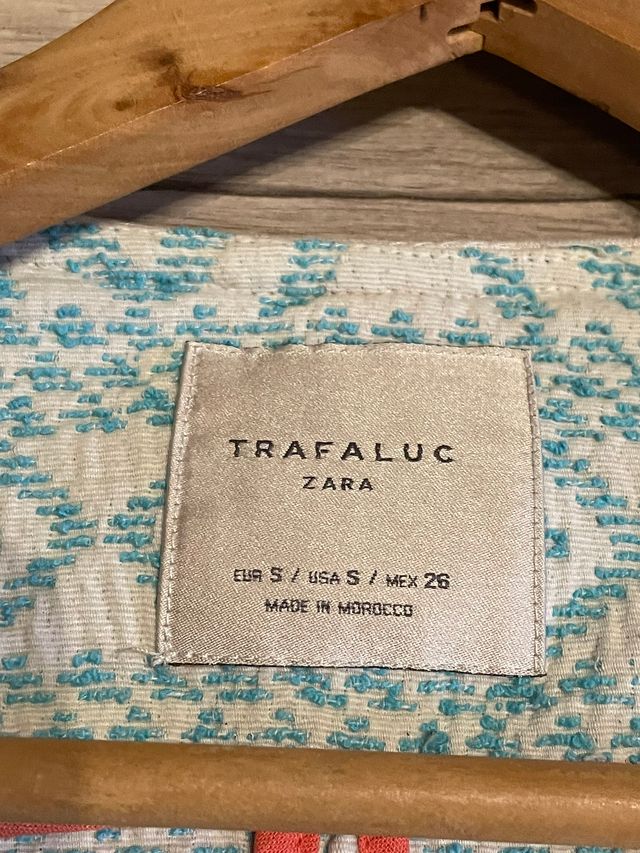 TRAFALUC
ZARA
EUR S / USA S / MEX 26
MADE IN MOROCCO